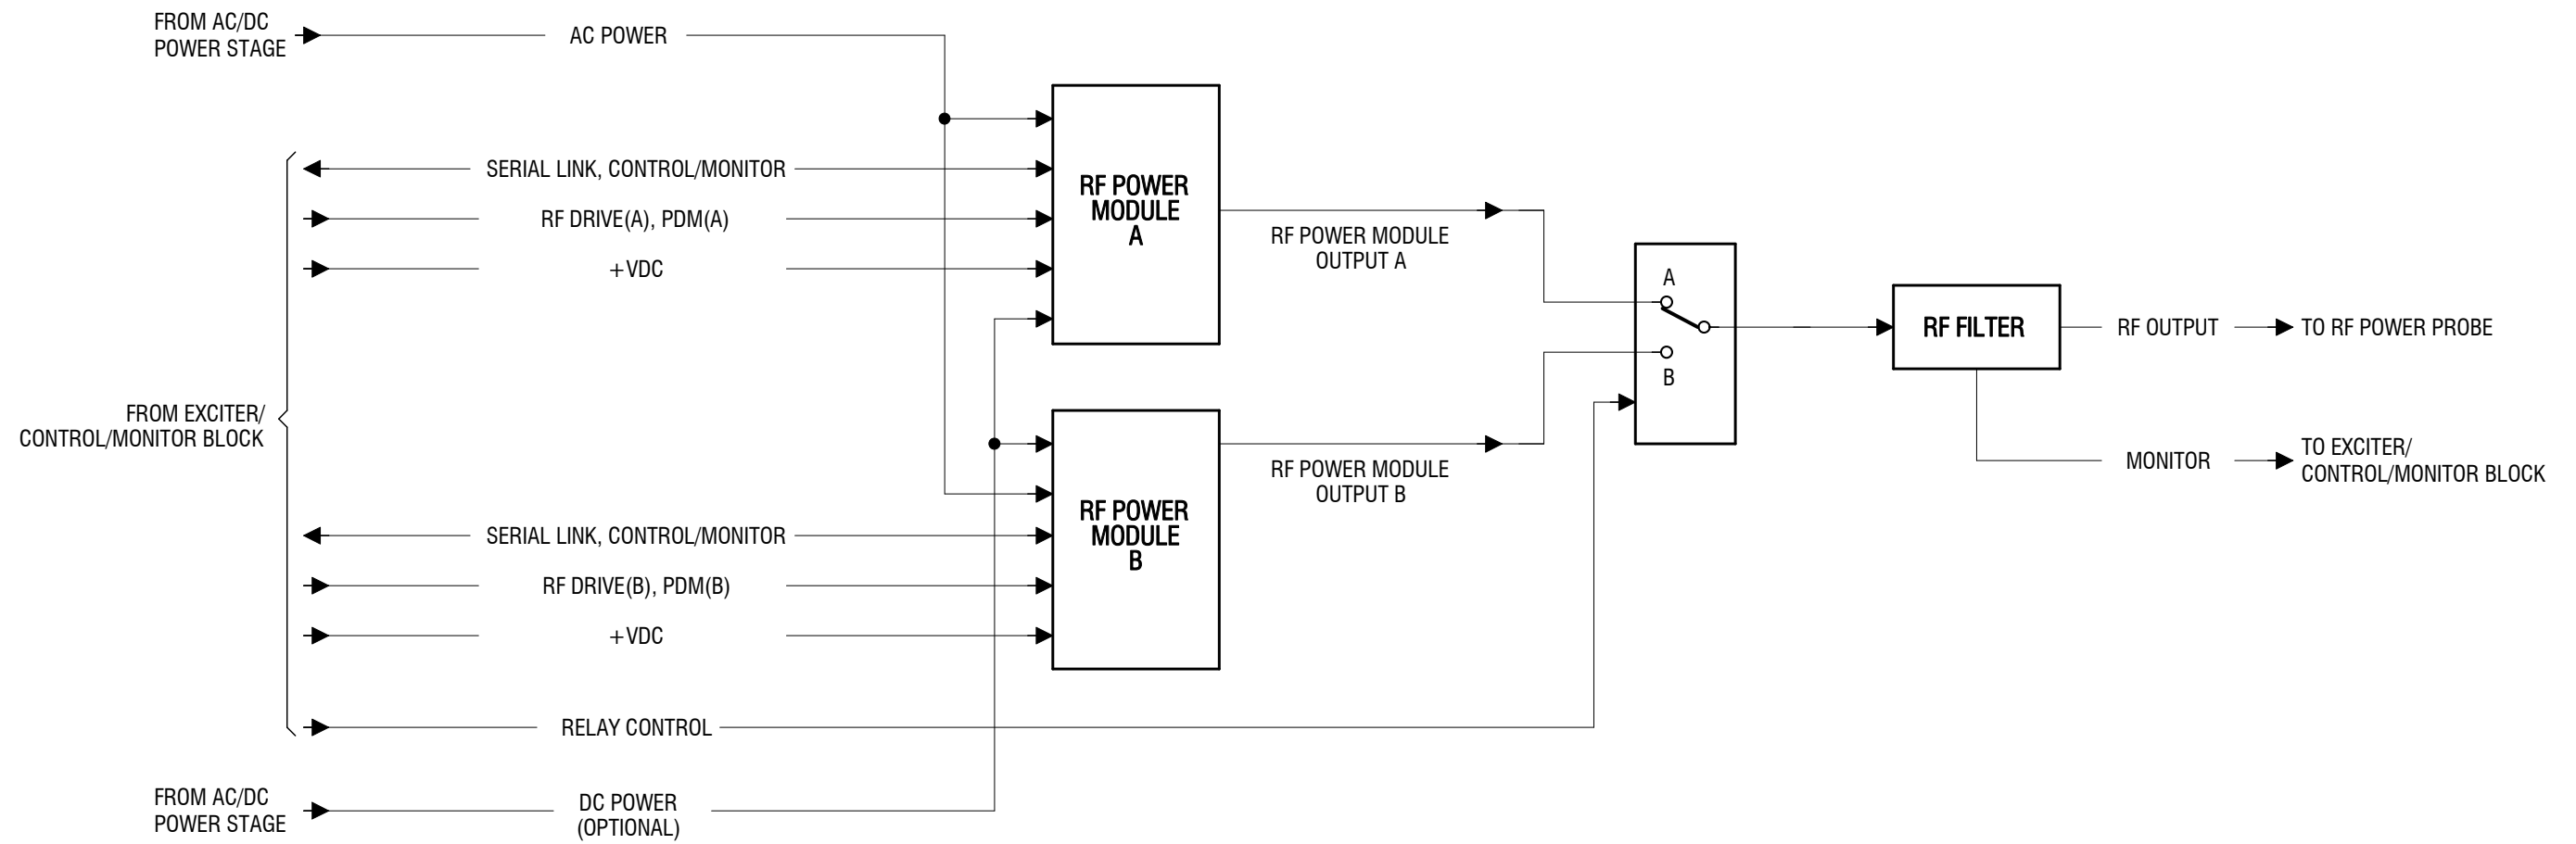 FROM AC/DC
POWER STAGE
AC POWER
SERIAL LINK, CONTROL/MONITOR
RF DRIVE(A), PDM(A)
+VDC
RF POWER
MODULE
A
RF POWER MODULE
OUTPUT A
A
B
RF FILTER
RF OUTPUT
TO RF POWER PROBE
MONITOR
TO EXCITER/
CONTROL/MONITOR BLOCK
FROM EXCITER/
CONTROL/MONITOR BLOCK
RF POWER
MODULE
B
RF POWER MODULE
OUTPUT B
SERIAL LINK, CONTROL/MONITOR
RF DRIVE(B), PDM(B)
+VDC
RELAY CONTROL
FROM AC/DC
POWER STAGE
DC POWER
(OPTIONAL)